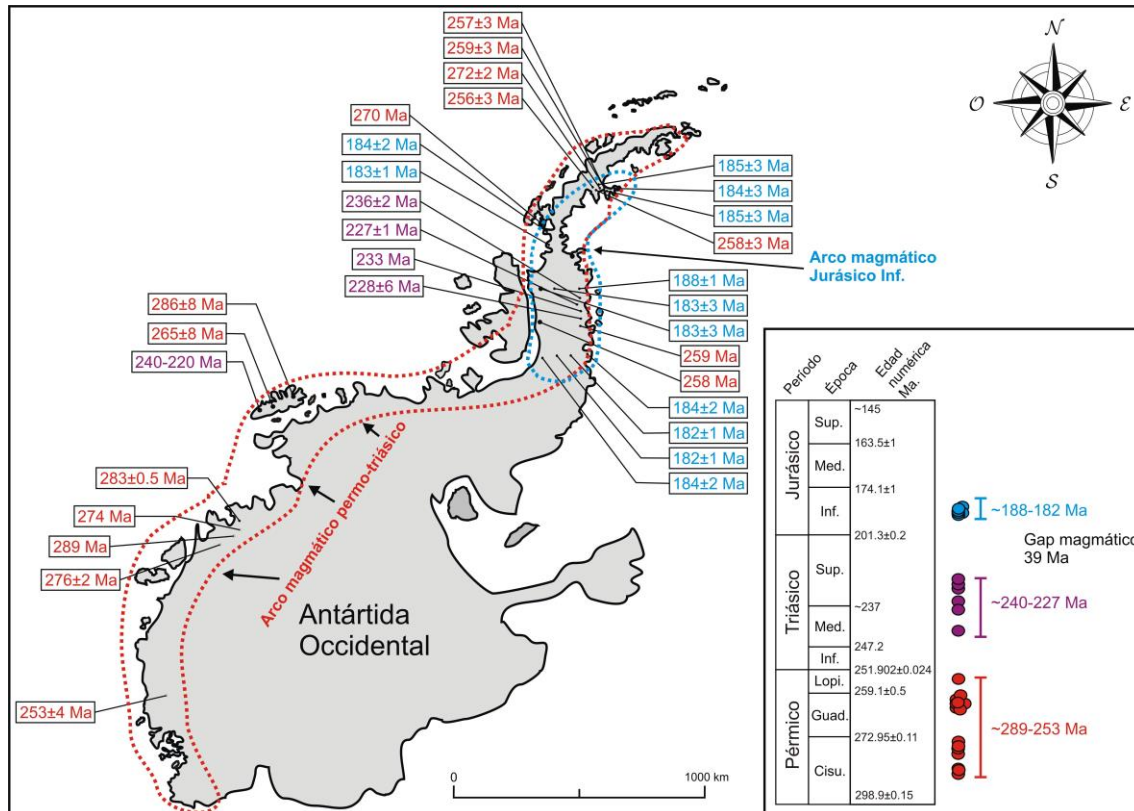 257±3 Ma
259±3 Ma
272±2 Ma
256±3 Ma
270 Ma
184±2 Ma
183±1 Ma
236±2 Ma
227±1 Ma
233 Ma
228±6 Ma
286±8 Ma
265±8 Ma
240-220 Ma
283±0.5 Ma
274 Ma
289 Ma
276±2 Ma
253±4 Ma
185±3 Ma
184±3 Ma
185±3 Ma
258±3 Ma
Arco magmático
Jurásico Inf.
188±1 Ma
183±3 Ma
183±3 Ma
259 Ma
258 Ma
184±2 Ma
182±1 Ma
182±1 Ma
184±2 Ma
Arco magmático permo-triásico
Antártida
Occidental
0
1000 km
N
O
E
S
Período
Época
Edad
numérica
Ma.
Jurásico
Sup.
Med.
Inf.
Triásico
Sup.
Med.
Inf.
Pérmico
Lopi.
Guad.
Cisu.
~145
163.5±1
174.1±1
201.3±0.2
~237
247.2
251.902±0.024
259.1±0.5
272.95±0.11
298.9±0.15
~188-182 Ma
Gap magmático
39 Ma
~240-227 Ma
~289-253 Ma